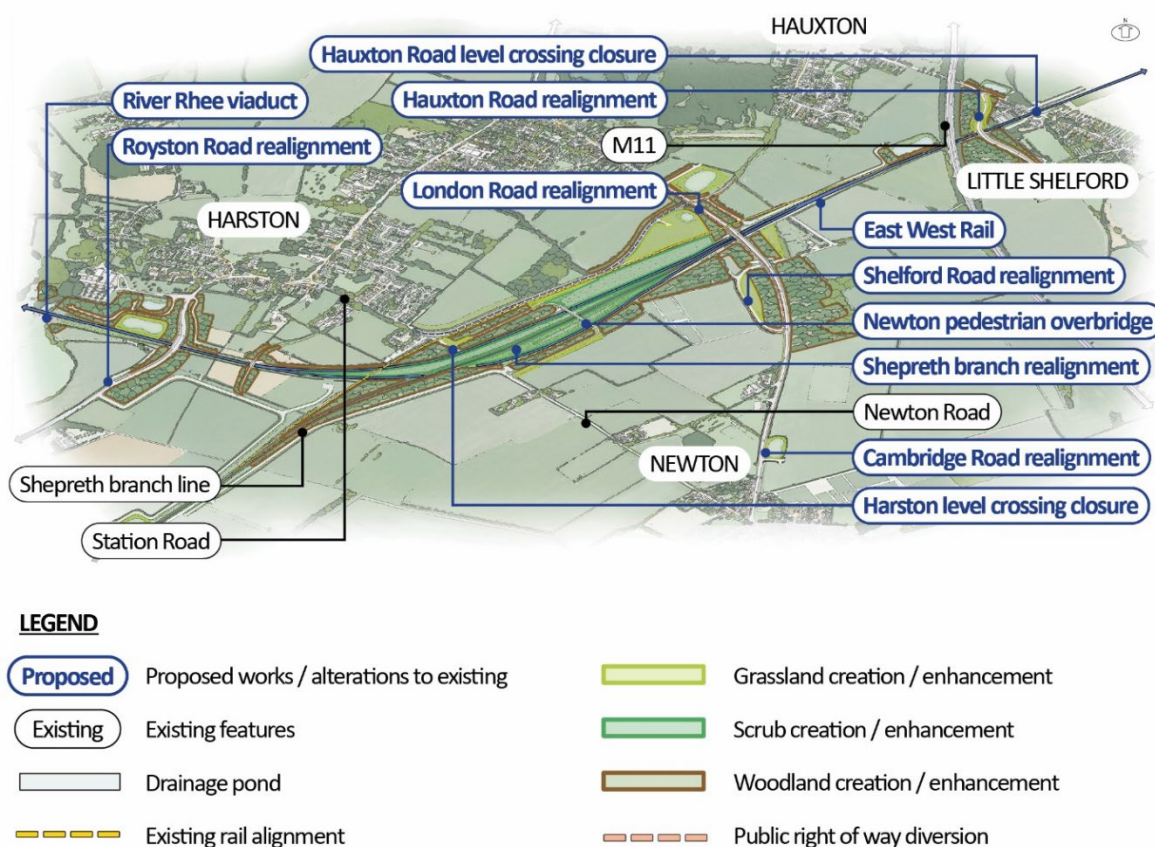 HAUXTON
N
Hauxton Road level crossing closure
River Rhee viaduct
Hauxton Road realignment
Royston Road realignment
M11
London Road realignment
LITTLE SHELFORD
HARSTON
East West Rail
Shelford Road realignment
Newton pedestrian overbridge
Shepreth branch realignment
Newton Road
NEWTON
Cambridge Road realignment
Shepreth branch line
Harston level crossing closure
Station Road
LEGEND
Proposed Proposed works / alterations to existing
Grassland creation / enhancement
Existing Existing features
Scrub creation / enhancement
Drainage pond
Woodland creation / enhancement
Existing rail alignment
Public right of way diversion